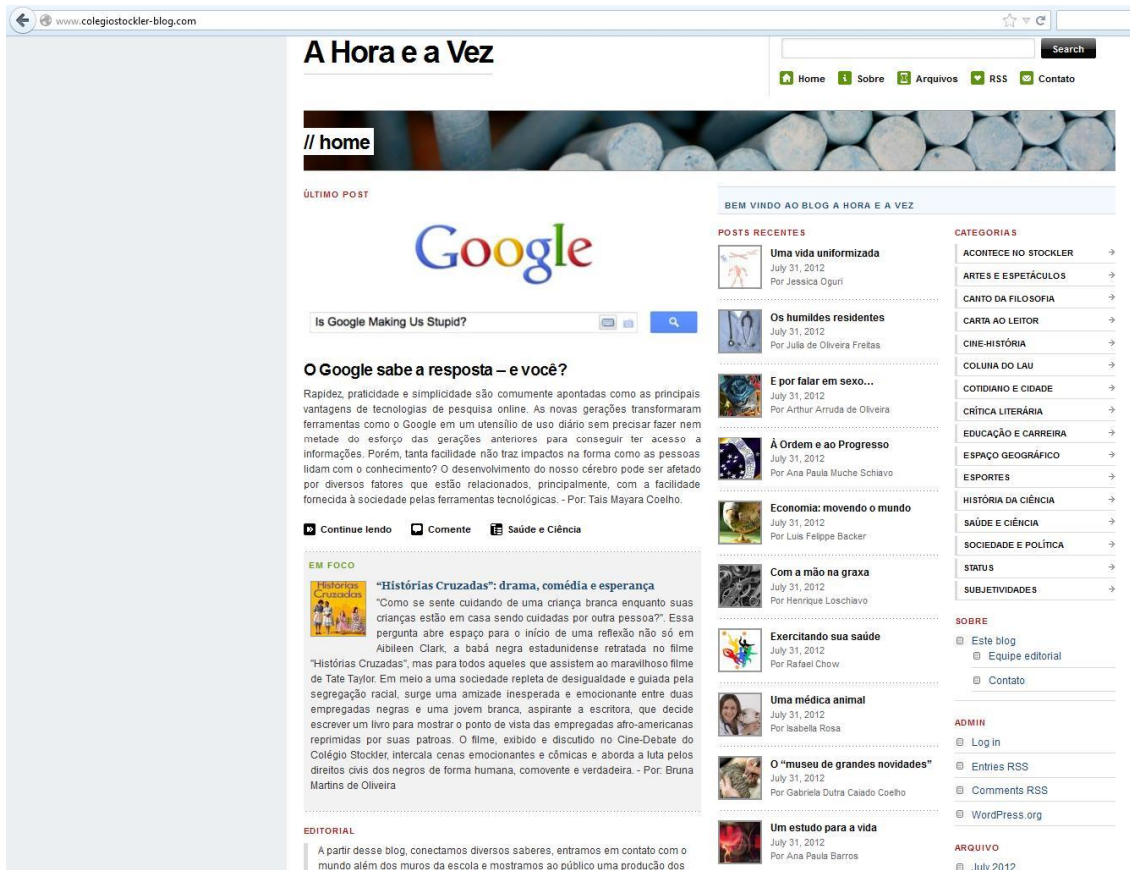 www.colegiostockler-blog.com
A Hora e a Vez
Search
Home Sobre Arquivos RSS Contato
// home
ÚLTIMO POST
Google
Is Google Making Us Stupid?
O Google sabe a resposta – e você?
Rapidez, praticidade e simplicidade são comumente apontadas como as principais
vantagens de tecnologias de pesquisa online. As novas gerações transformaram
ferramentas como o Google em um utensílio de uso diário sem precisar fazer nem
metade do esforço das gerações anteriores para conseguir ter acesso a
informações. Porém, tanta facilidade não traz impactos na forma como as pessoas
lidam com o conhecimento? O desenvolvimento do nosso cérebro pode ser afetado
por diversos fatores que estão relacionados, principalmente, com a facilidade
fornecida à sociedade pelas ferramentas tecnológicas. - Por: Tais Mayara Coelho.
Continue lendo Comente Saúde e Ciência
EM FOCO
Histórias
Cruzadas
"Histórias Cruzadas": drama, comédia e esperança
"Como se sente cuidando de uma criança branca enquanto suas
crianças estão em casa sendo cuidadas por outra pessoa?". Essa
pergunta abre espaço para o início de uma reflexão não só em
Aibileen Clark, a babá negra estadunidense retratada no filme
"Histórias Cruzadas", mas para todos aqueles que assistem ao maravilhoso filme
de Tate Taylor. Em meio a uma sociedade repleta de desigualdade e guiada pela
segregação racial, surge uma amizade inesperada e emocionante entre duas
empregadas negras e uma jovem branca, aspirante a escritora, que decide
escrever um livro para mostrar o ponto de vista das empregadas afro-americanas
reprimidas por suas patroas. O filme, exibido e discutido no Cine-Debate do
Colégio Stockler, intercala cenas emocionantes e cômicas e aborda a luta pelos
direitos civis dos negros de forma humana, comovente e verdadeira. - Por: Bruna
Martins de Oliveira
EDITORIAL
A partir desse blog, conectamos diversos saberes, entramos em contato com o
mundo além dos muros da escola e mostramos ao público uma produção dos
BEM VINDO AO BLOG A HORA E A VEZ
POSTS RECENTES
Uma vida uniformizada
July 31, 2012
Por Jessica Oguri
Os humildes residentes
July 31, 2012
Por Julia de Oliveira Freitas
E por falar em sexo...
July 31, 2012
Por Arthur Arruda de Oliveira
À Ordem e ao Progresso
July 31, 2012
Por Ana Paula Muche Schiavo
Economia: movendo o mundo
July 31, 2012
Por Luis Felippe Backer
Com a mão na graxa
July 31, 2012
Por Henrique Loschiavo
Exercitando sua saúde
July 31, 2012
Por Rafael Chow
Uma médica animal
July 31, 2012
Por Isabella Rosa
O "museu de grandes novidades"
July 31, 2012
Por Gabriela Dutra Caiado Coelho
Um estudo para a vida
July 31, 2012
Por Ana Paula Barros
CATEGORIAS
ACONTECE NO STOCKLER
ARTES E ESPETÁCULOS
CANTO DA FILOSOFIA
CARTA AO LEITOR
CINE-HISTÓRIA
COLUNA DO LAU
COTIDIANO E CIDADE
CRÍTICA LITERÁRIA
EDUCAÇÃO E CARREIRA
ESPAÇO GEOGRÁFICO
ESPORTES
HISTÓRIA DA CIÊNCIA
SAÚDE E CIÊNCIA
SOCIEDADE E POLÍTICA
STATUS
SUBJETIVIDADES
SOBRE
Este blog
Equipe editorial
Contato
ADMIN
Log in
Entries RSS
Comments RSS
WordPress.org
ARQUIVO
July 2012